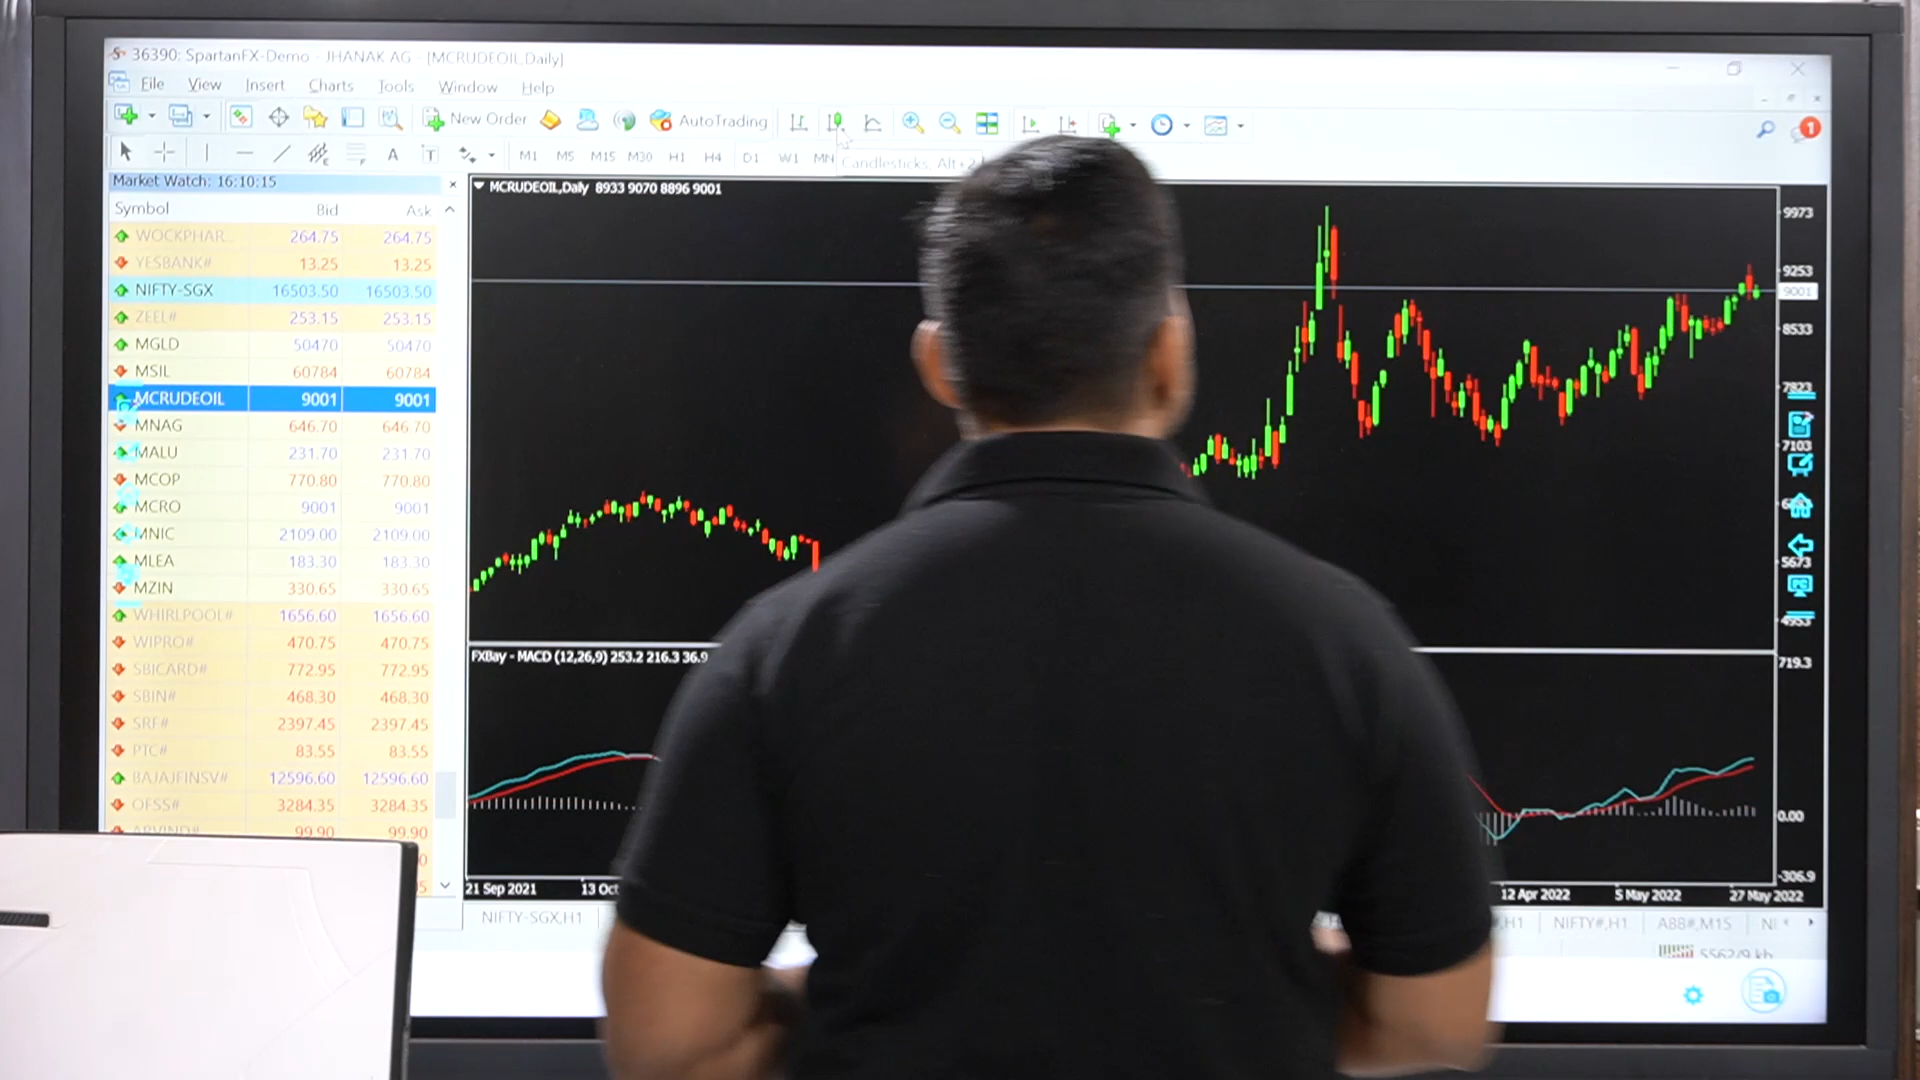 36390: SpartanFX-Demo - JHANAK AG - [MCRUDEOIL,Daily]
File View Insert Charts Tools Window Help
New Order AutoTrading
1
M1 M5 M15 M30 H1 H4 D1 W1 MN
Candlesticks, Alt+2
Market Watch: 16:10:15
Symbol Bid Ask
WOCKPHAR... 264.75 264.75
YESBANK# 13.25 13.25
NIFTY-SGX 16503.50 16503.50
ZEEL# 253.15 253.15
MGLD 50470 50470
MSIL 60784 60784
MCRUDEOIL 9001 9001
MNAG 646.70 646.70
MALU 231.70 231.70
MCOP 770.80 770.80
MCRO 9001 9001
MNIC 2109.00 2109.00
MLEA 183.30 183.30
MZIN 330.65 330.65
WHIRLPOOL# 1656.60 1656.60
WIPRO# 470.75 470.75
SBICARD# 772.95 772.95
SBIN# 468.30 468.30
SRF# 2397.45 2397.45
PTC# 83.55 83.55
BAJAJFINSV# 12596.60 12596.60
OFSS# 3284.35 3284.35
ARVIND# 99.90 99.90
MCRUDEOIL,Daily 8933 9070 8896 9001
9973
9253
9001
8533
7823
7103
5673
4953
FXBay - MACD (12,26,9) 253.2 216.3 36.9
719.3
0.00
-306.9
21 Sep 2021 13 Oct 12 Apr 2022 5 May 2022 27 May 2022
NIFTY-SGX,H1 #,H1 NIFTY#,H1 ABB#,M15 NI